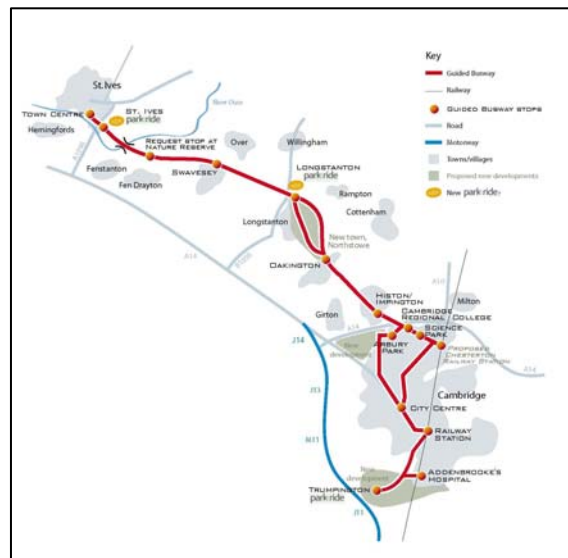 Key
Guided Busway
Railway
GUIDED BUSWAY STOPS
Road
Motorway
Towns/villages
Proposed new developments
New park&ride
St. Ives
TOWN CENTRE
ST. IVES
park&ride
Hemingfords
River Ouse
REQUEST STOP AT
NATURE RESERVE
Fenstanton
Fen Drayton
SWAVESEY
Over
Willingham
LONGSTANTON
park&ride
Rampton
Cottenham
Longstanton
New town,
Northstowe
OAKINGTON
A14
HISTON/
IMPINGTON
Girton
CAMBRIDGE
REGIONAL COLLEGE
SCIENCE
PARK
A10
Milton
ARBURY
PARK
PROPOSED
CHESTERTON
RAILWAY STATION
J14
A14
New
development
A14
J13
M11
CITY CENTRE
Cambridge
RAILWAY
STATION
New
development
ADDENBROOKE'S
HOSPITAL
TRUMPINGTON
park&ride
J11